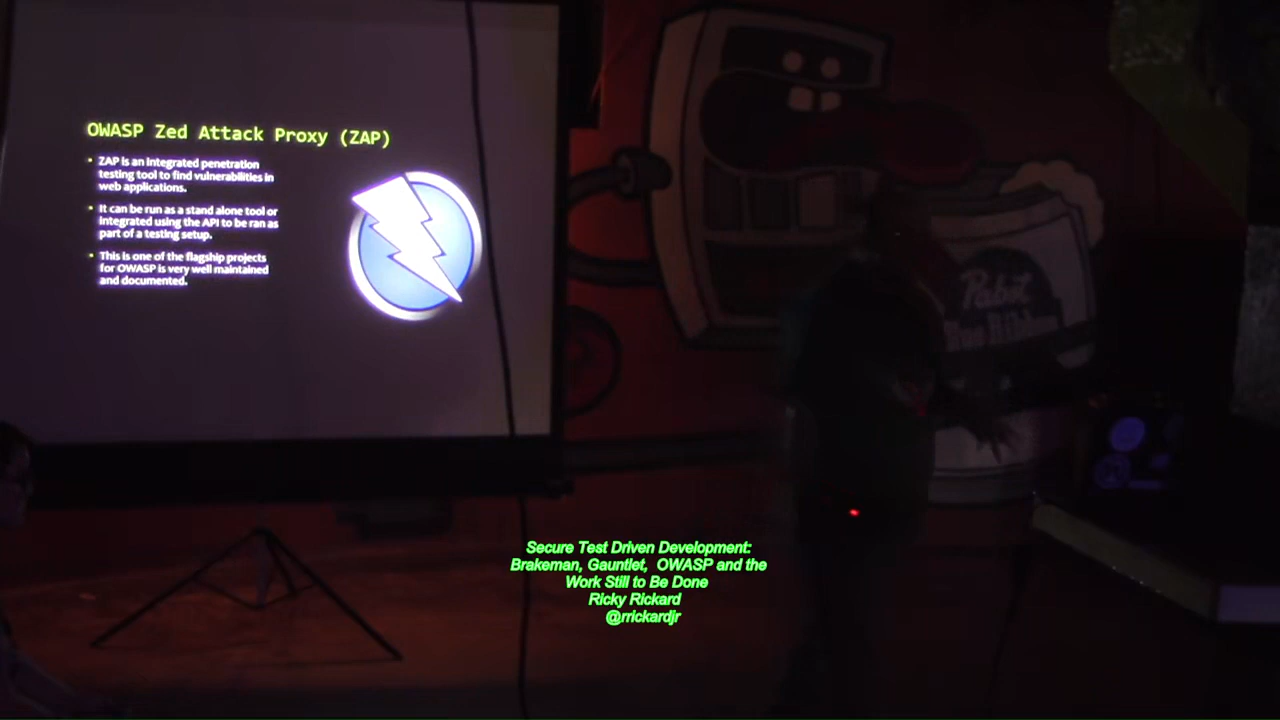 OWASP Zed Attack Proxy (ZAP)
• ZAP is an integrated penetration
testing tool to find vulnerabilities in
web applications.
• It can be run as a stand alone tool or
integrated using the API to be ran as
part of a testing setup.
• This is one of the flagship projects
for OWASP is very well maintained
and documented.
Pabst
Blue Ribbon
Secure Test Driven Development:
Brakeman, Gauntlet, OWASP and the
Work Still to Be Done
Ricky Rickard
@rrickardjr